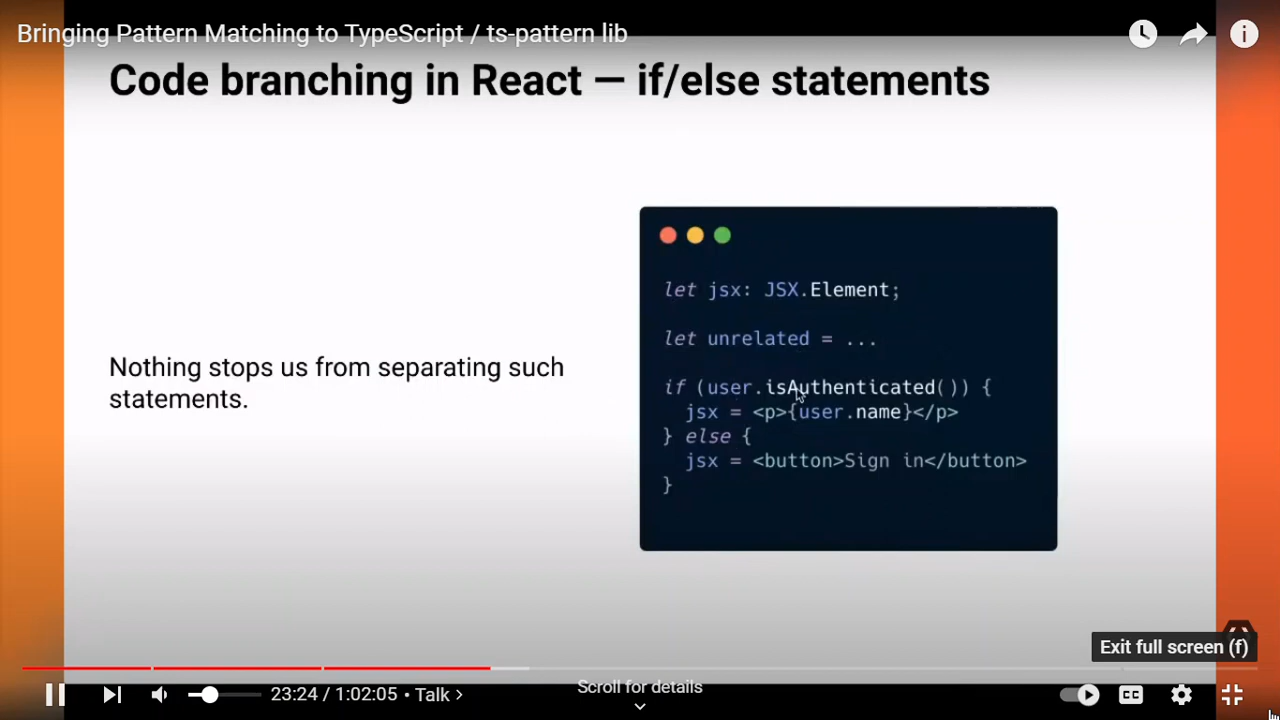 Bringing Pattern Matching to TypeScript / ts-pattern lib
Code branching in React — if/else statements
Nothing stops us from separating such
statements.
let jsx: JSX.Element;
let unrelated = ...
if (user.isAuthenticated()) {
jsx = <p>{user.name}</p>
} else {
jsx = <button>Sign in</button>
}
Exit full screen (f)
23:24 / 1:02:05 • Talk >
Scroll for details
CC